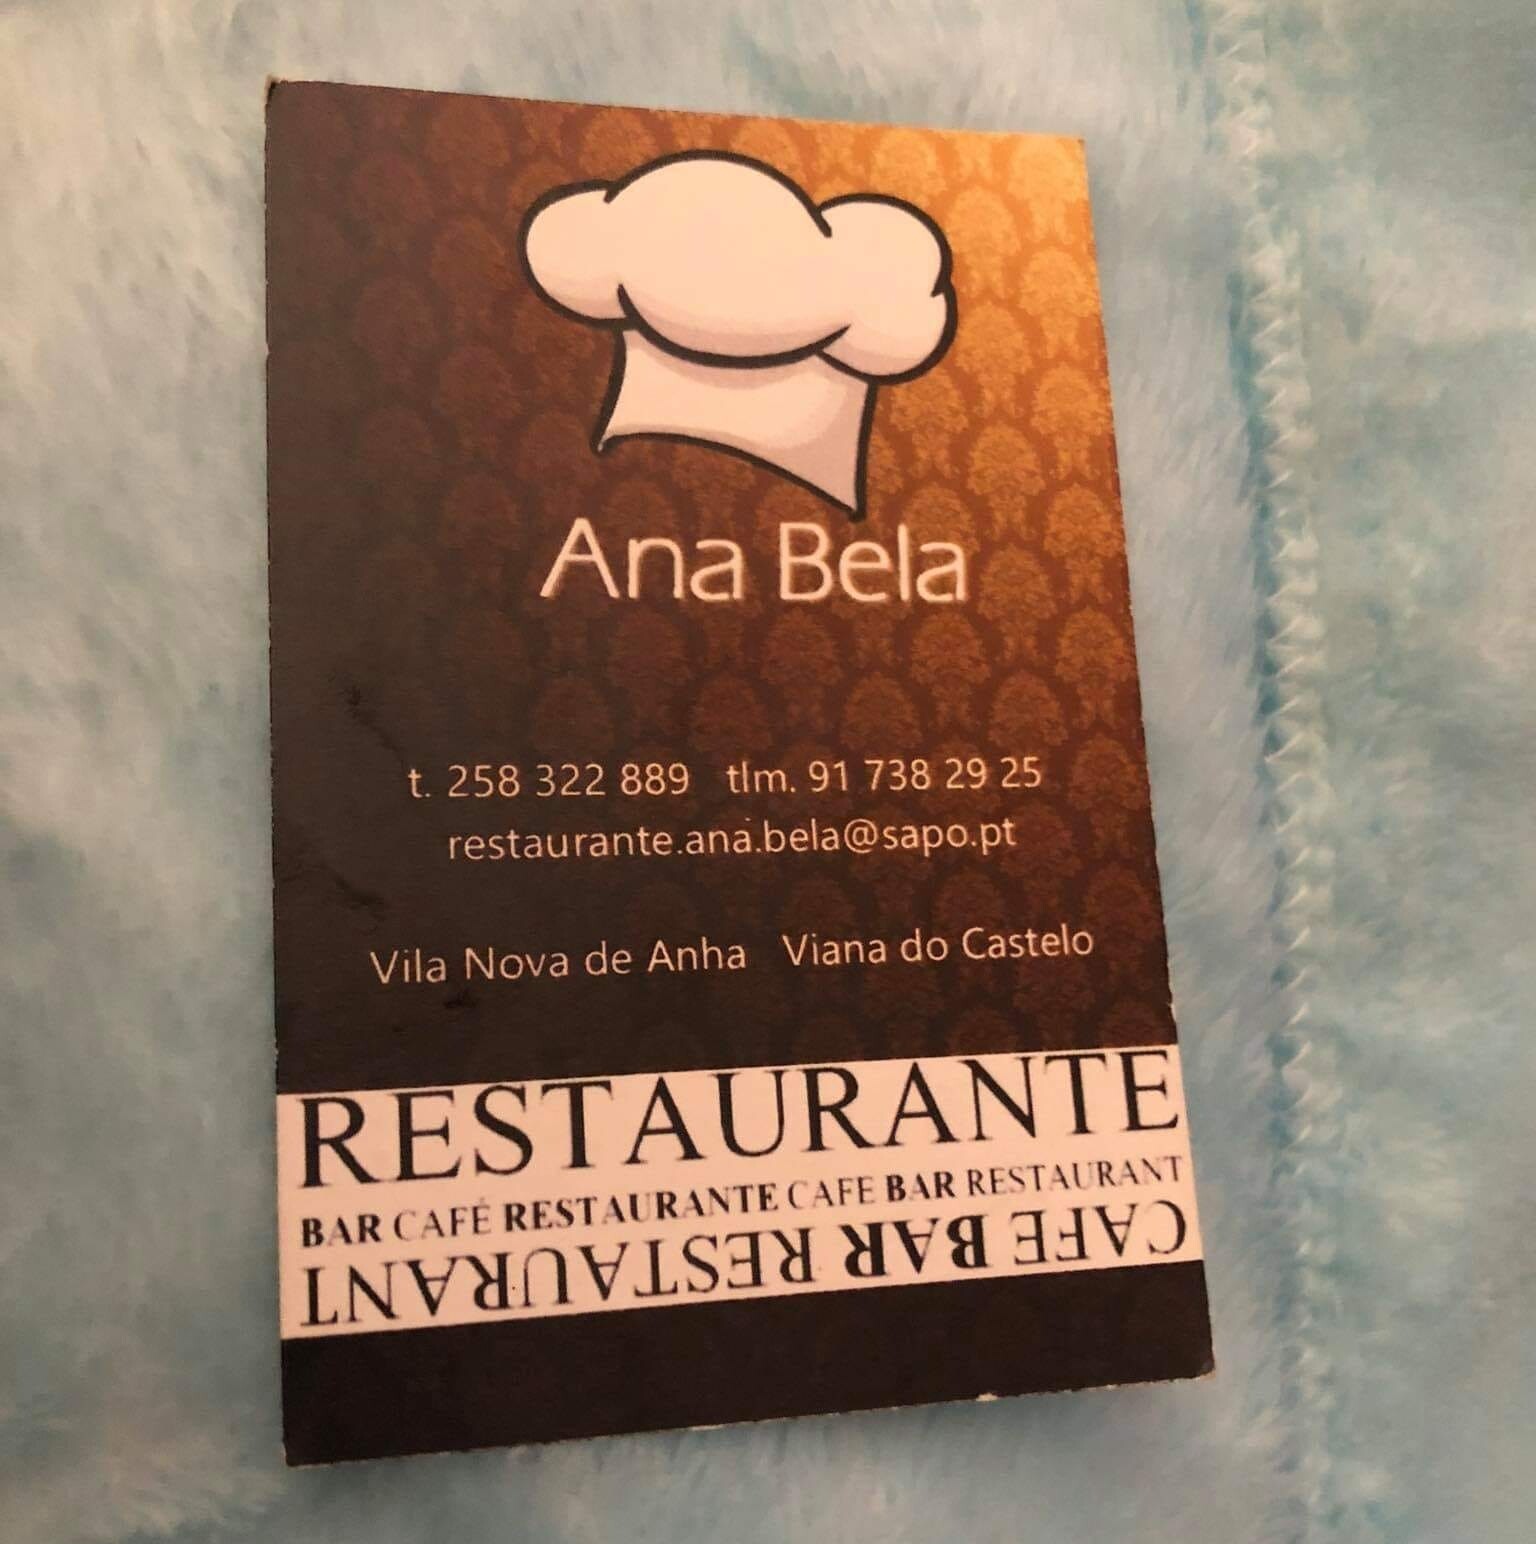 Ana Bela
t. 258 322 889 tlm. 91 738 29 25
restaurante.ana.bela@sapo.pt
Vila Nova de Anha Viana do Castelo
RESTAURANTE
BAR CAFÉ RESTAURANTE CAFE BAR RESTAURANT
CAFE BAR RESTAURANT